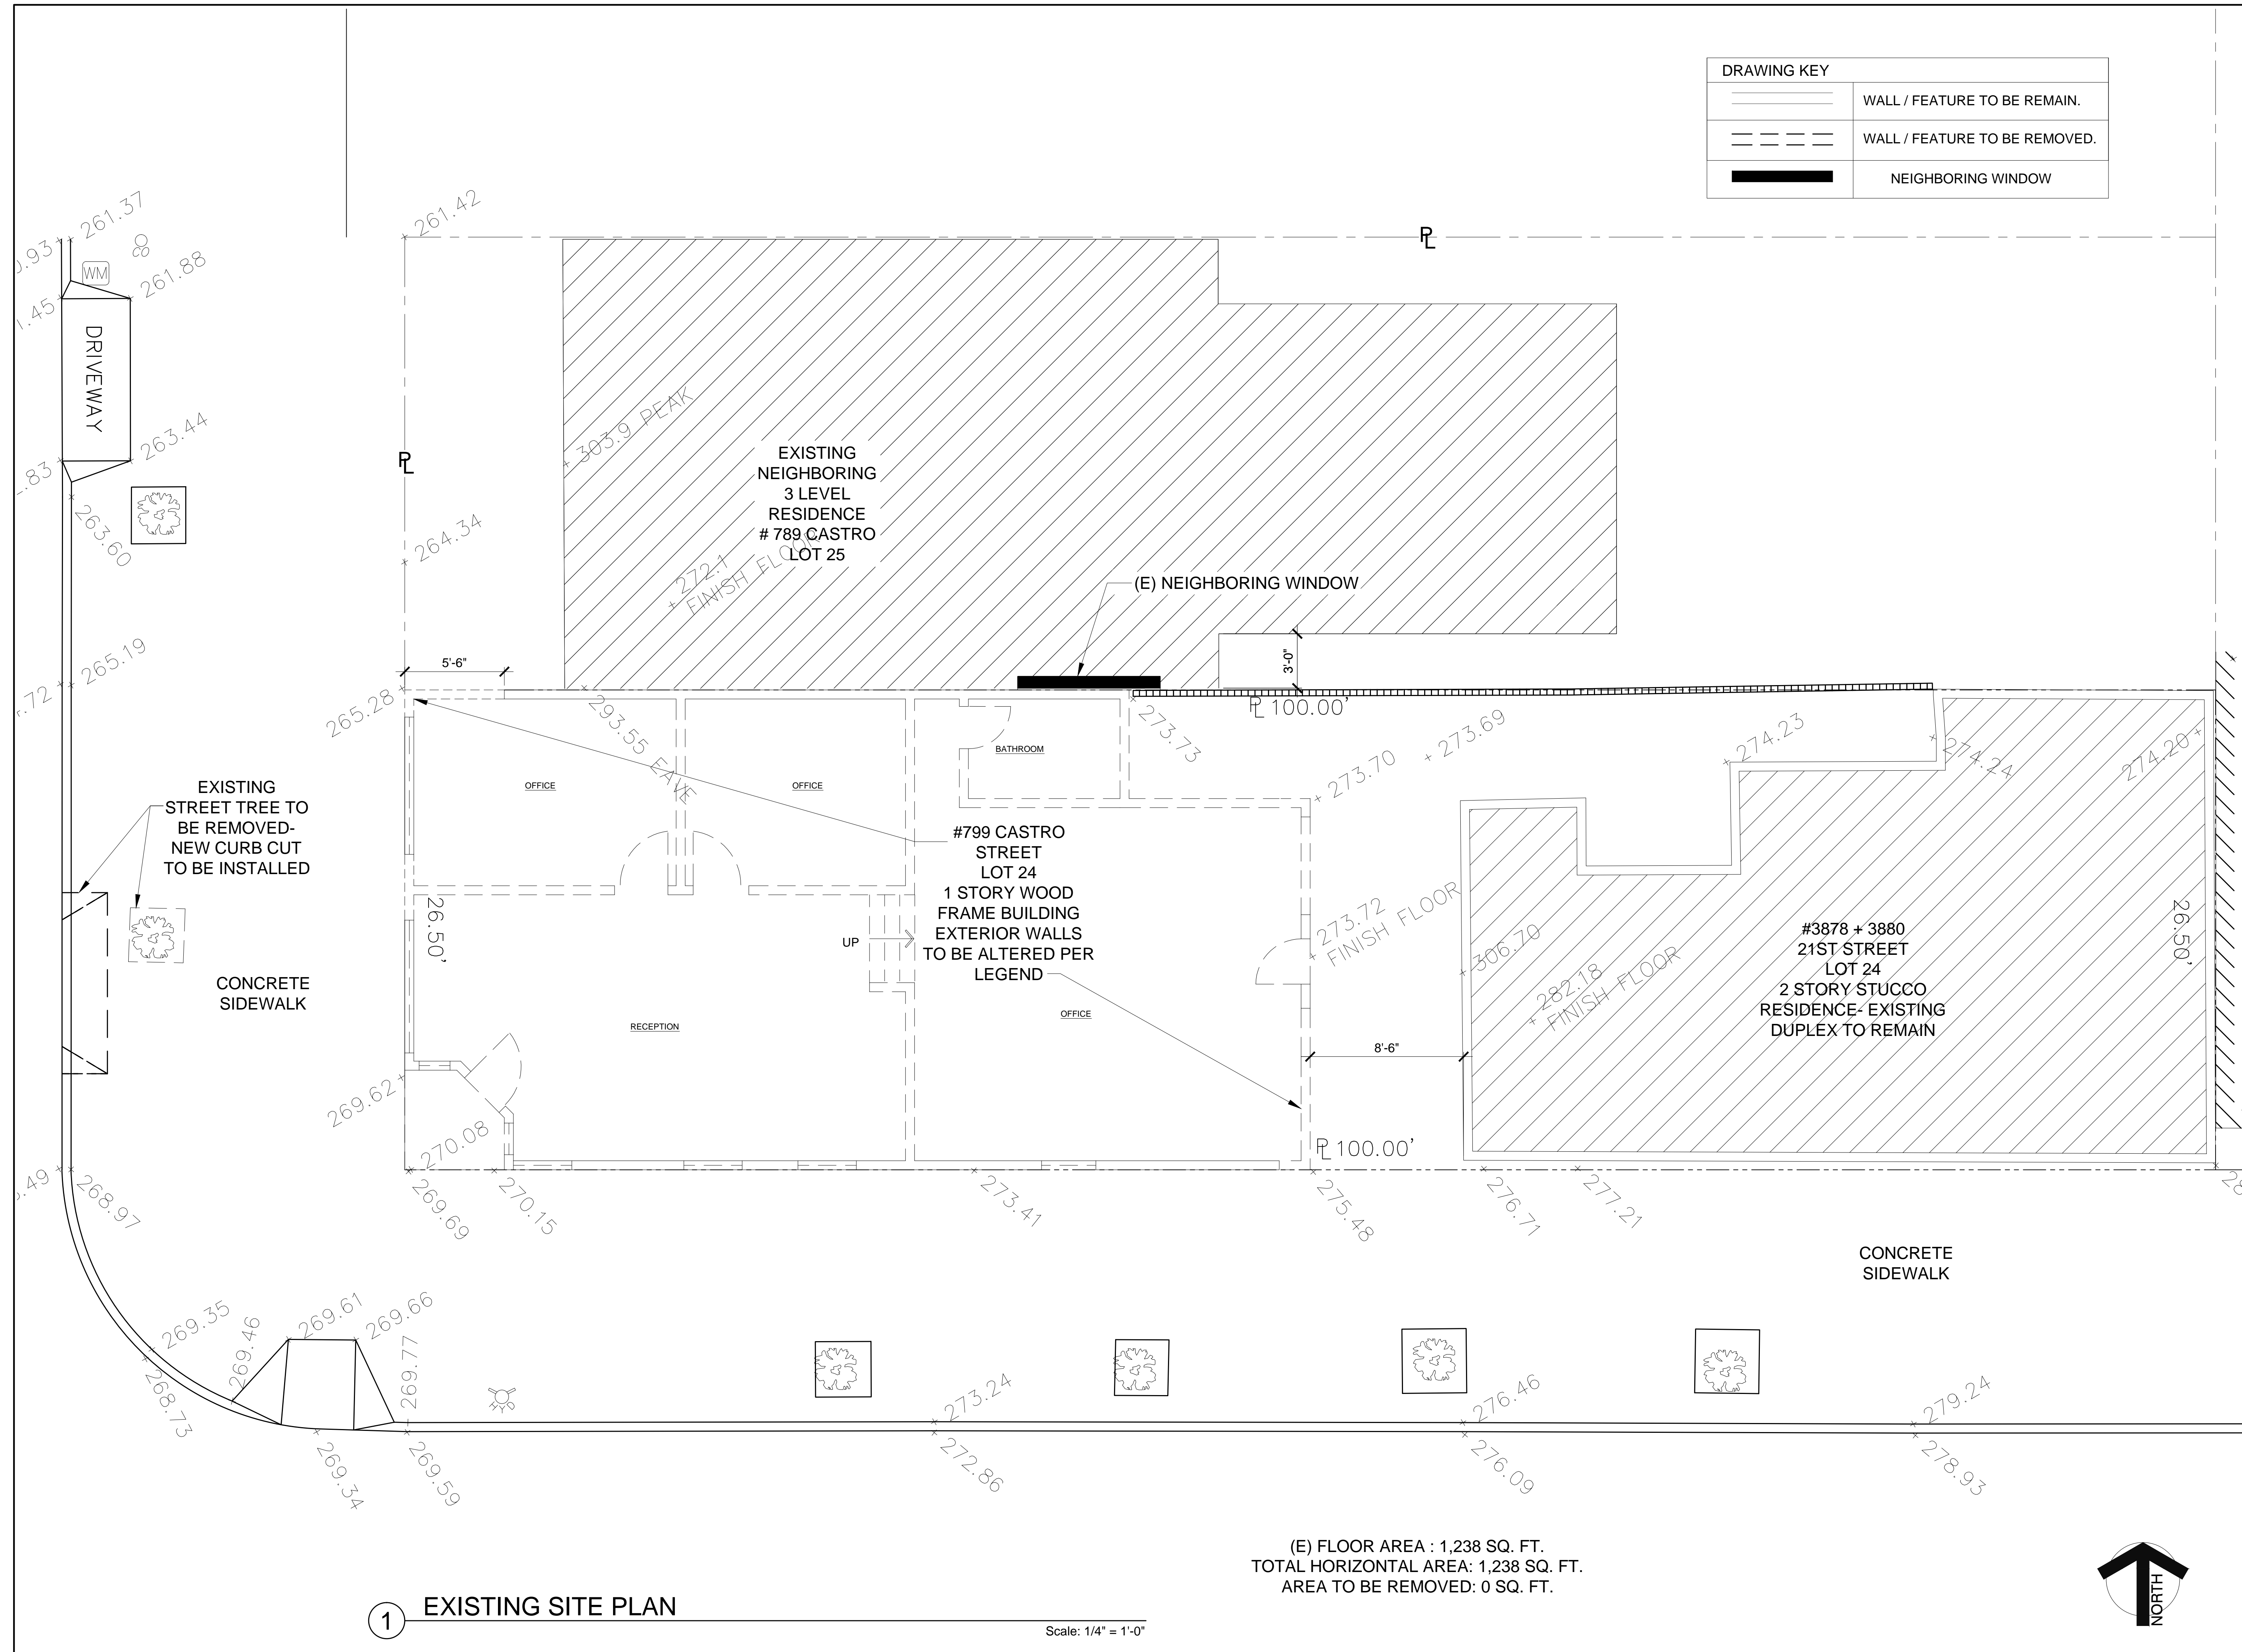 DRAWING KEY
WALL / FEATURE TO BE REMAIN.
WALL / FEATURE TO BE REMOVED.
NEIGHBORING WINDOW
261.37
261.42
WM
261.88
DRIVEWAY
263.44
263.60
264.34
265.19
265.28
303.9 PEAK
EXISTING
NEIGHBORING
3 LEVEL
RESIDENCE
# 789 CASTRO
LOT 25
272.1
FINISH FLOOR
(E) NEIGHBORING WINDOW
5'-6"
3'-0"
PL
PL
PL 100.00'
293.55 EAVE
273.73
273.70
273.69
274.23
274.24
274.20
BATHROOM
OFFICE
OFFICE
EXISTING
STREET TREE TO
BE REMOVED-
NEW CURB CUT
TO BE INSTALLED
#799 CASTRO
STREET
LOT 24
1 STORY WOOD
FRAME BUILDING
EXTERIOR WALLS
TO BE ALTERED PER
LEGEND
26.50'
UP
273.72
FINISH FLOOR
306.70
282.18
FINISH FLOOR
#3878 + 3880
21ST STREET
LOT 24
2 STORY STUCCO
RESIDENCE- EXISTING
DUPLEX TO REMAIN
26.50'
CONCRETE
SIDEWALK
RECEPTION
OFFICE
8'-6"
269.62
270.08
PL 100.00'
268.97
269.69
270.15
273.41
275.48
276.71
277.21
CONCRETE
SIDEWALK
269.35
269.46
269.61
269.66
269.77
268.73
269.34
269.59
HYD
273.24
272.86
276.46
276.09
279.24
278.93
(E) FLOOR AREA : 1,238 SQ. FT.
TOTAL HORIZONTAL AREA: 1,238 SQ. FT.
AREA TO BE REMOVED: 0 SQ. FT.
1
EXISTING SITE PLAN
Scale: 1/4" = 1'-0"
NORTH